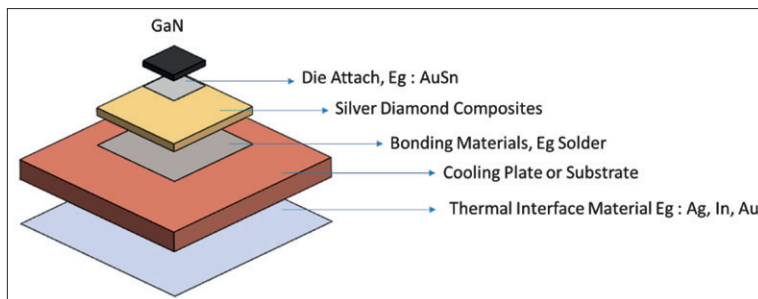 GaN
Die Attach, Eg : AuSn
Silver Diamond Composites
Bonding Materials, Eg Solder
Cooling Plate or Substrate
Thermal Interface Material Eg : Ag, In, Au